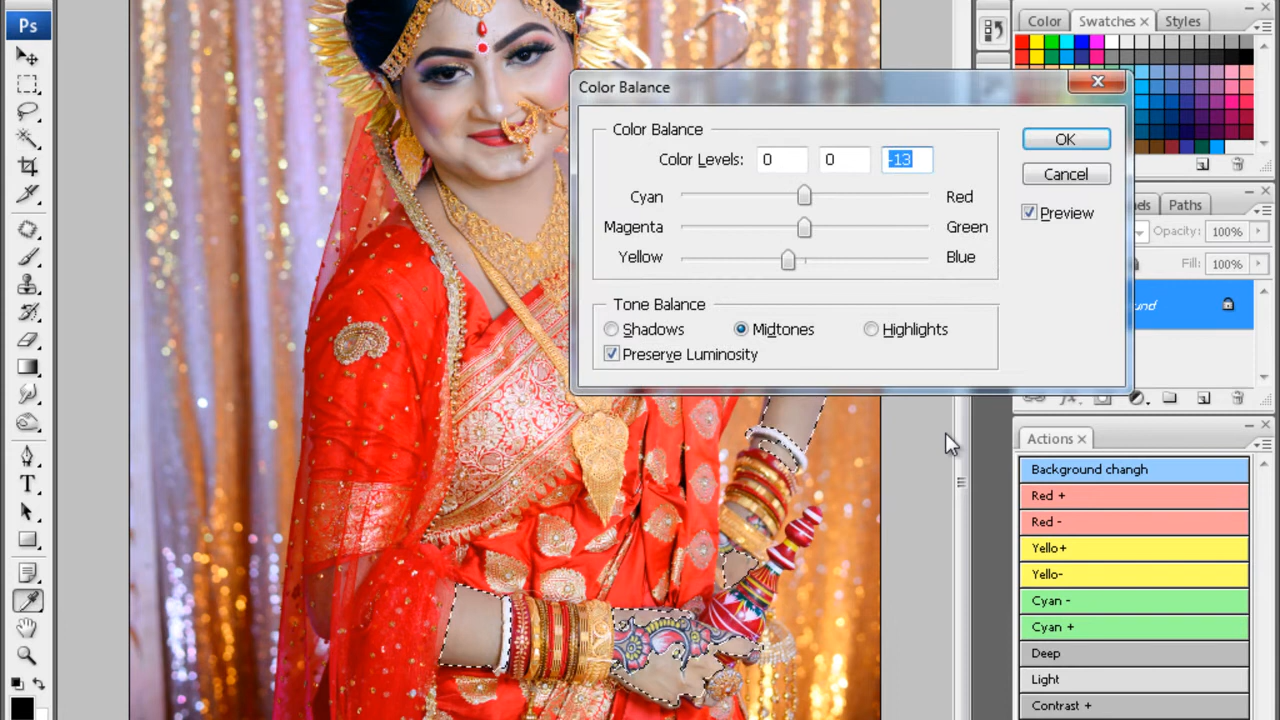 Ps
Color
Swatches ×
Styles
Color Balance
Color Balance
Color Levels: 0 0 -13
OK
Cyan Red
Cancel
Magenta Green
Preview
Yellow Blue
Tone Balance
Shadows Midtones Highlights
Preserve Luminosity
Paths
Opacity: 100%
Fill: 100%
Actions ×
Background changh
Red +
Red -
Yello+
Yello-
Cyan -
Cyan +
Deep
Light
Contrast +
T